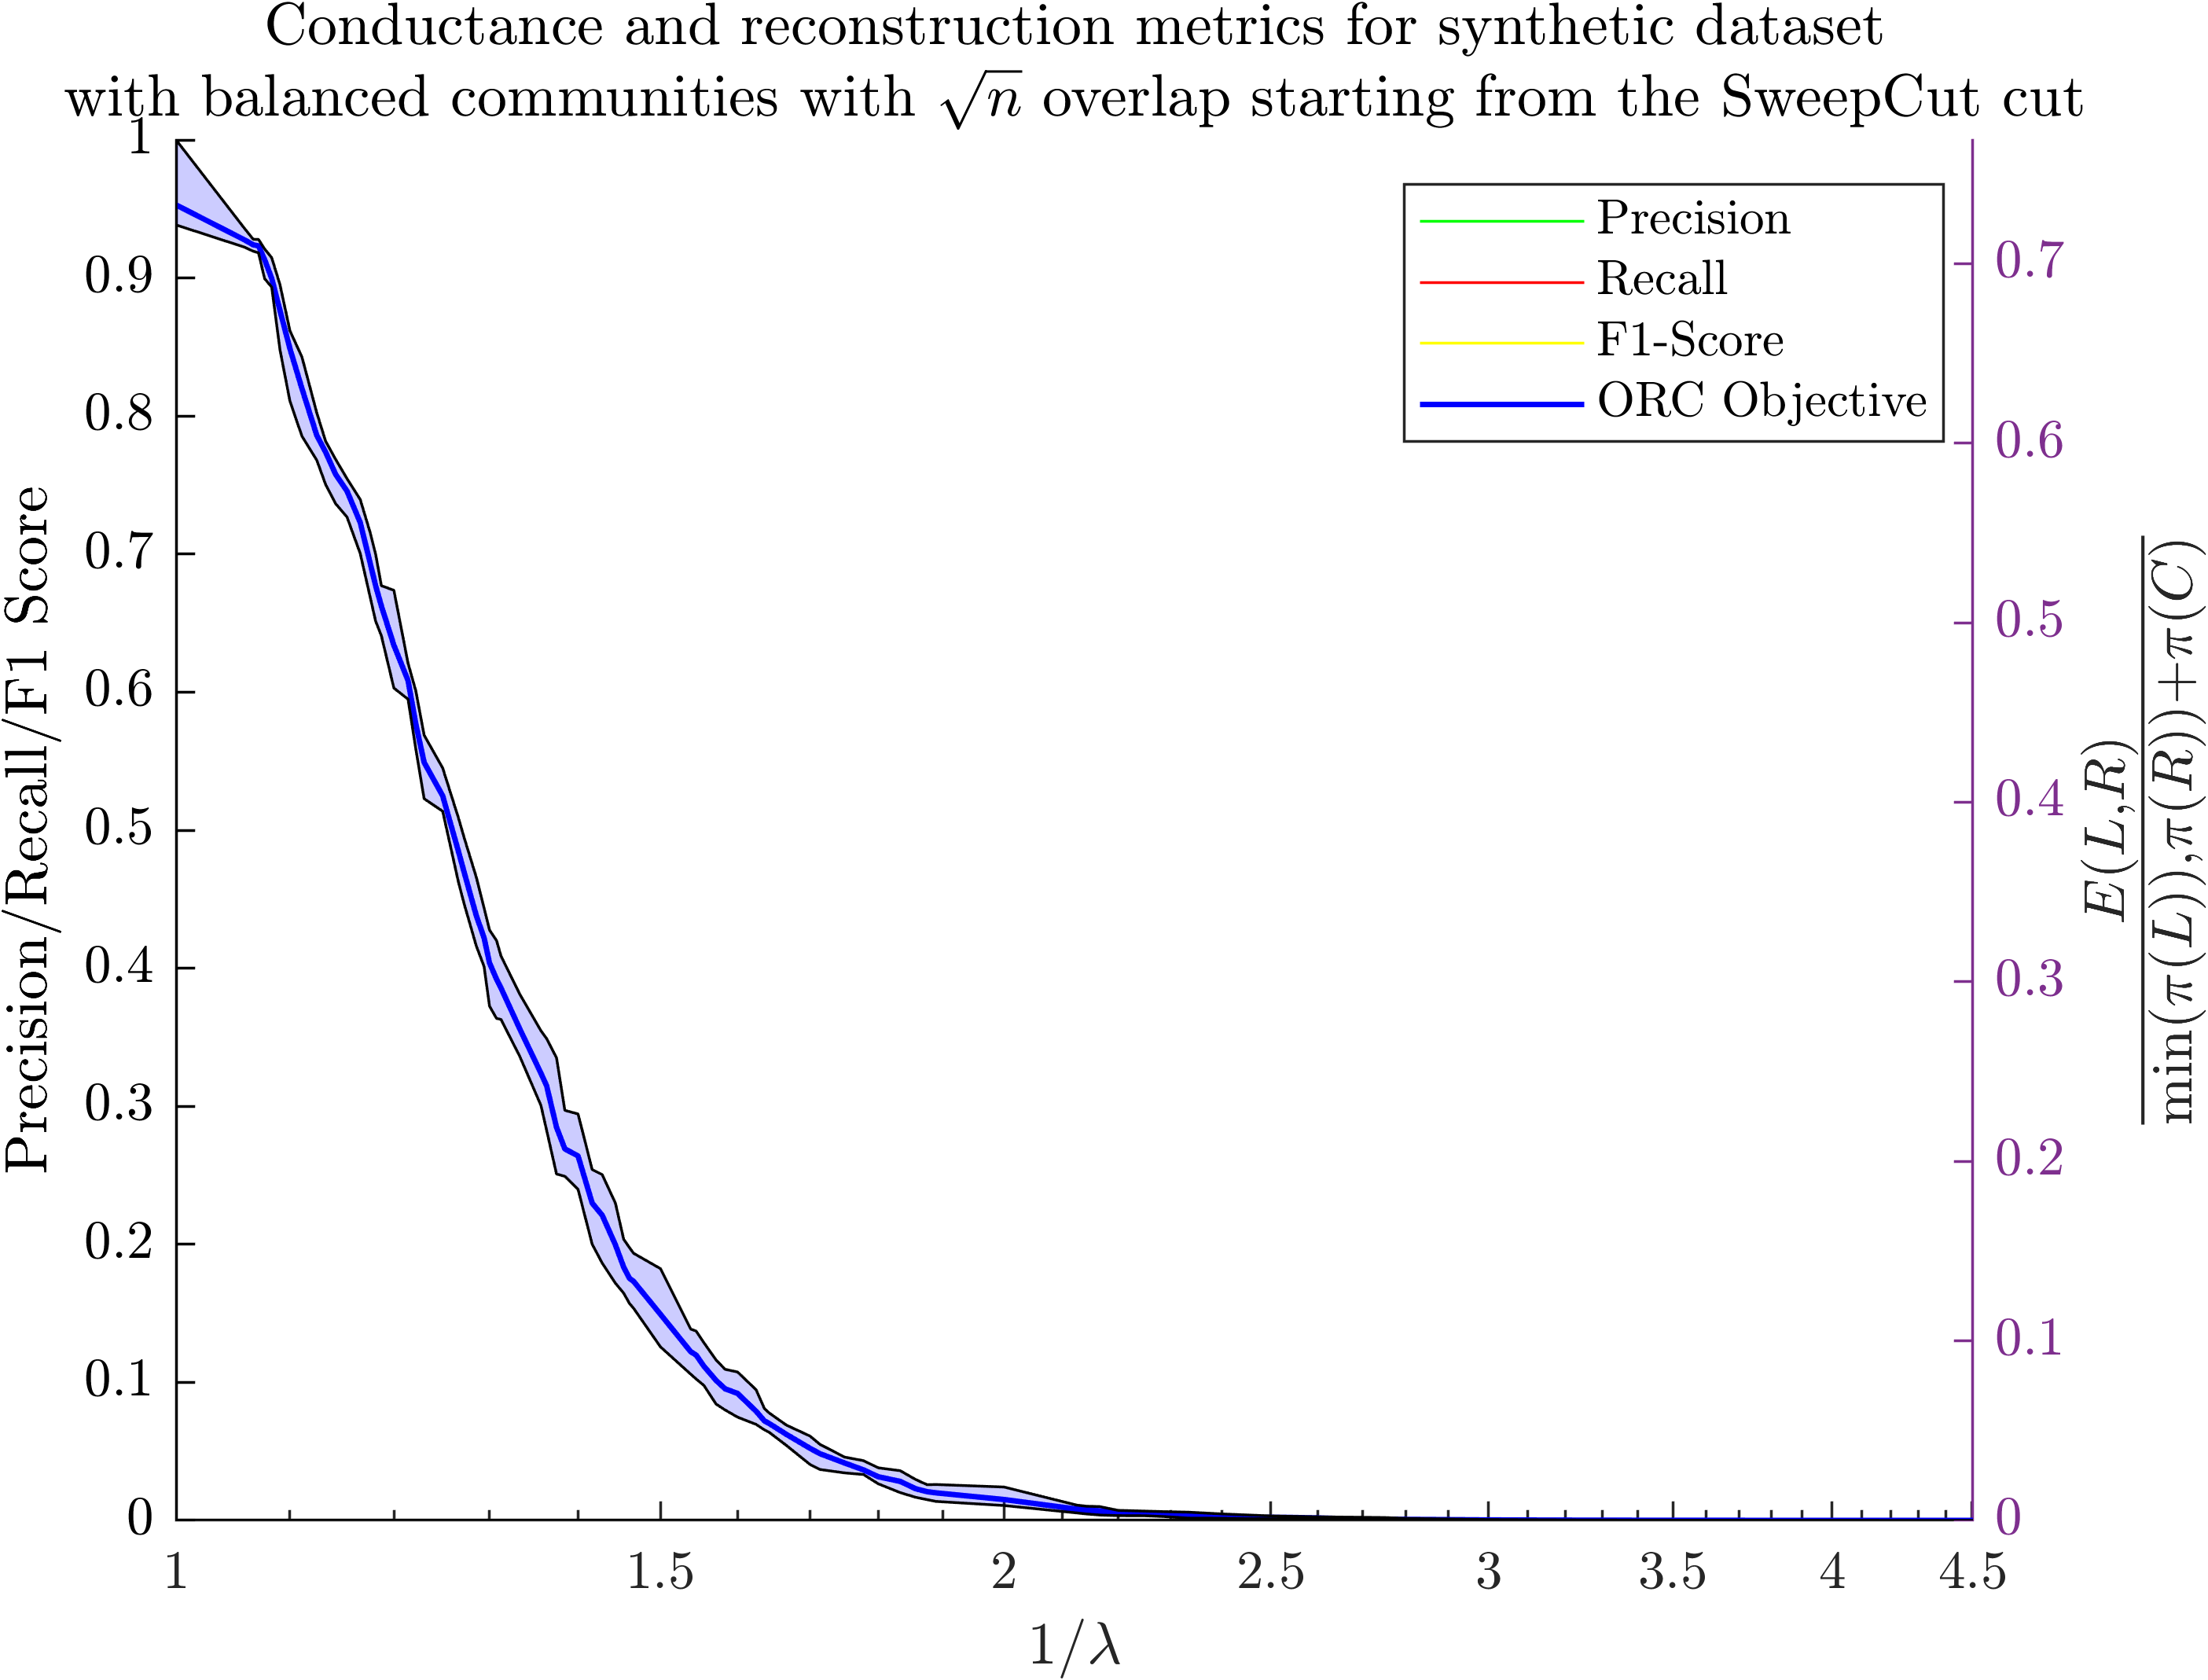 Conductance and reconstruction metrics for synthetic dataset
with balanced communities with √n overlap starting from the SweepCut cut
Precision/Recall/F1 Score
1
0.9
0.8
0.7
0.6
0.5
0.4
0.3
0.2
0.1
0
Precision
Recall
F1-Score
ORC Objective
0.7
0.6
0.5
0.4
0.3
0.2
0.1
0
E(L,R)
min(π(L)),π(R))+π(C)
1 1.5 2 2.5 3 3.5 4 4.5
1/λ